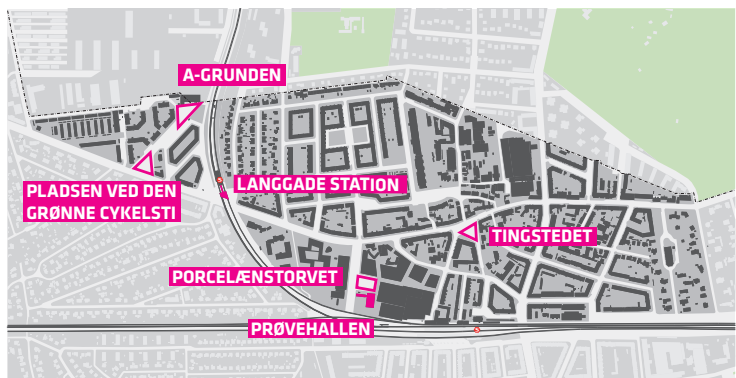 A-GRUNDEN
LANGGADE STATION
PLADSEN VED DEN
GRØNNE CYKELSTI
TINGSTEDET
PORCELÆNSTORVET
PRØVEHALLEN